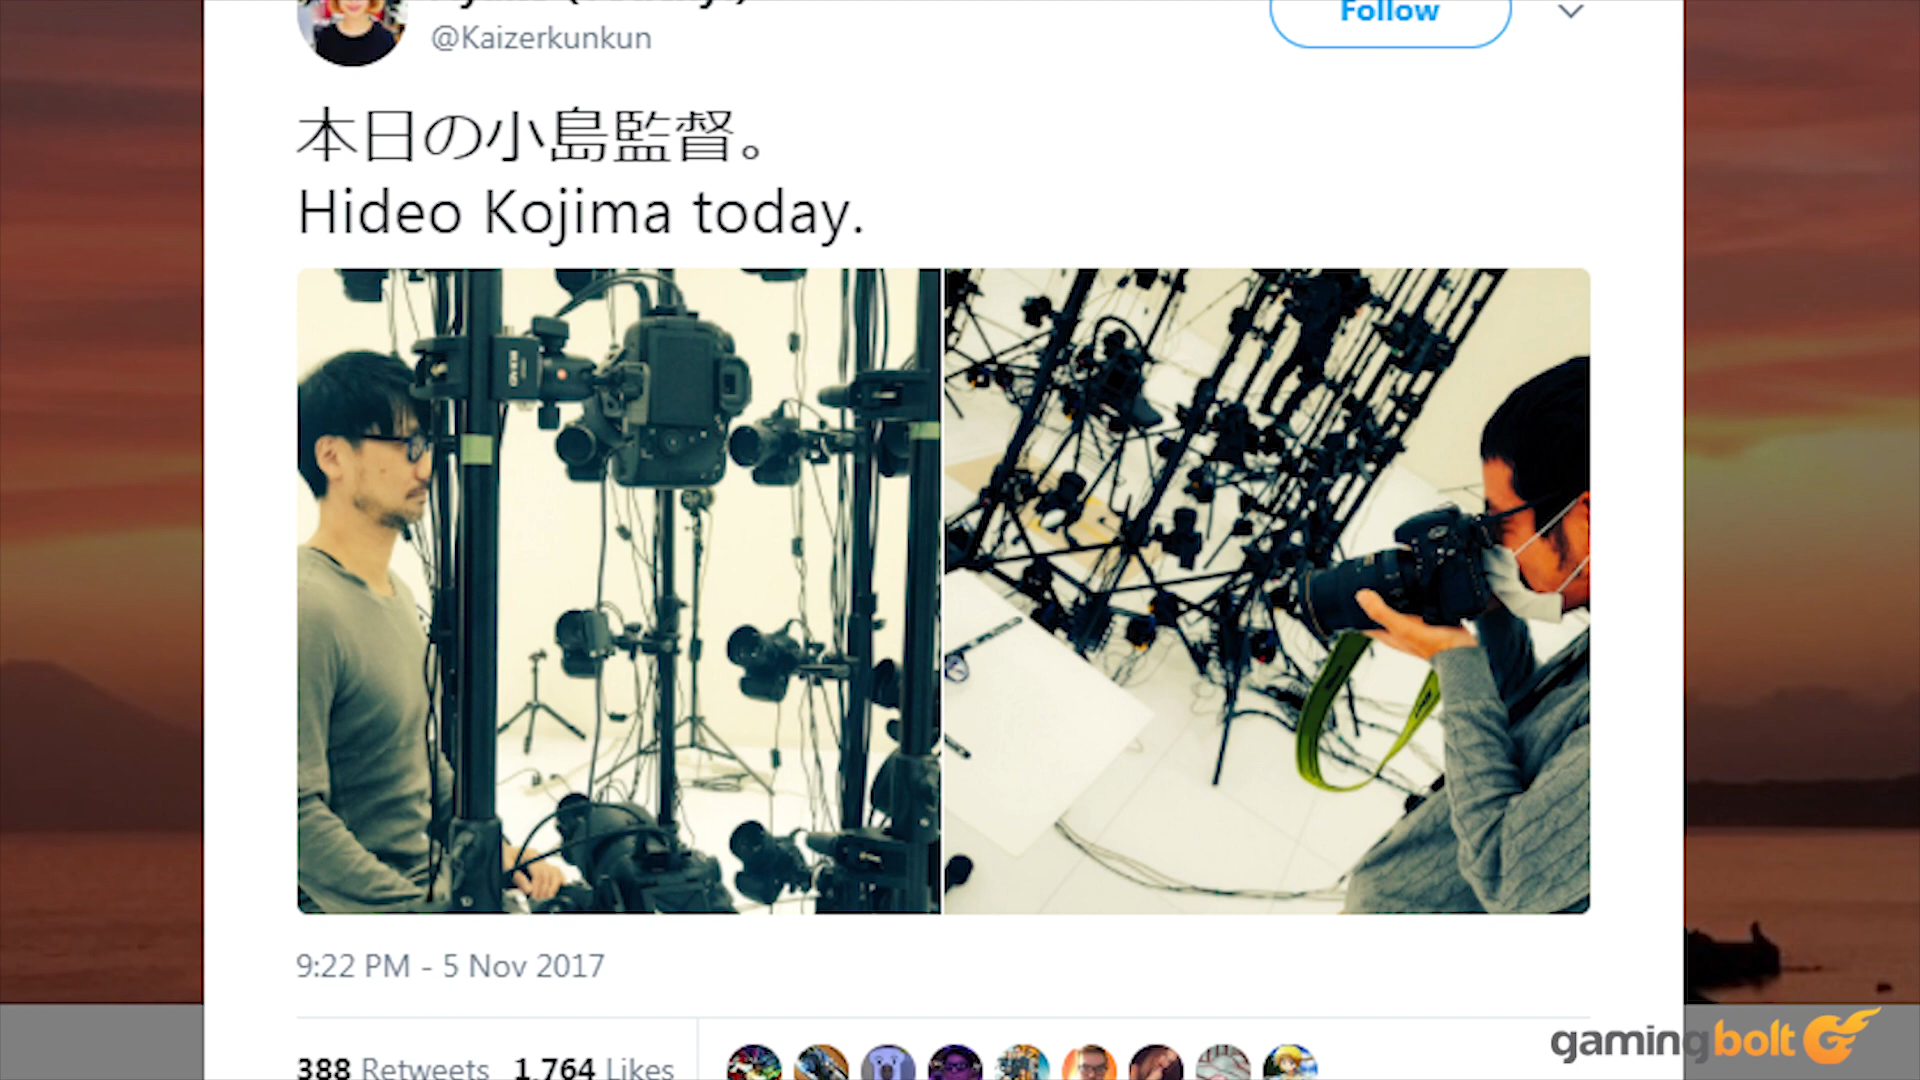 @Kaizerkunkun
Follow
本日の小島監督。
Hideo Kojima today.
9:22 PM - 5 Nov 2017
388 Retweets 1,764 Likes
gamingbolt